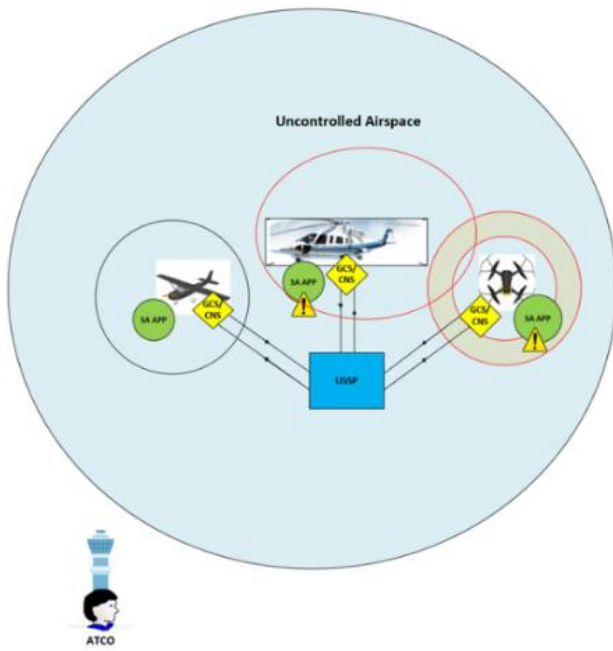 Uncontrolled Airspace
SA APP
GCS/
CNS
SA APP
GCS/
CNS
GCS/
CNS
SA APP
USSP
ATCO